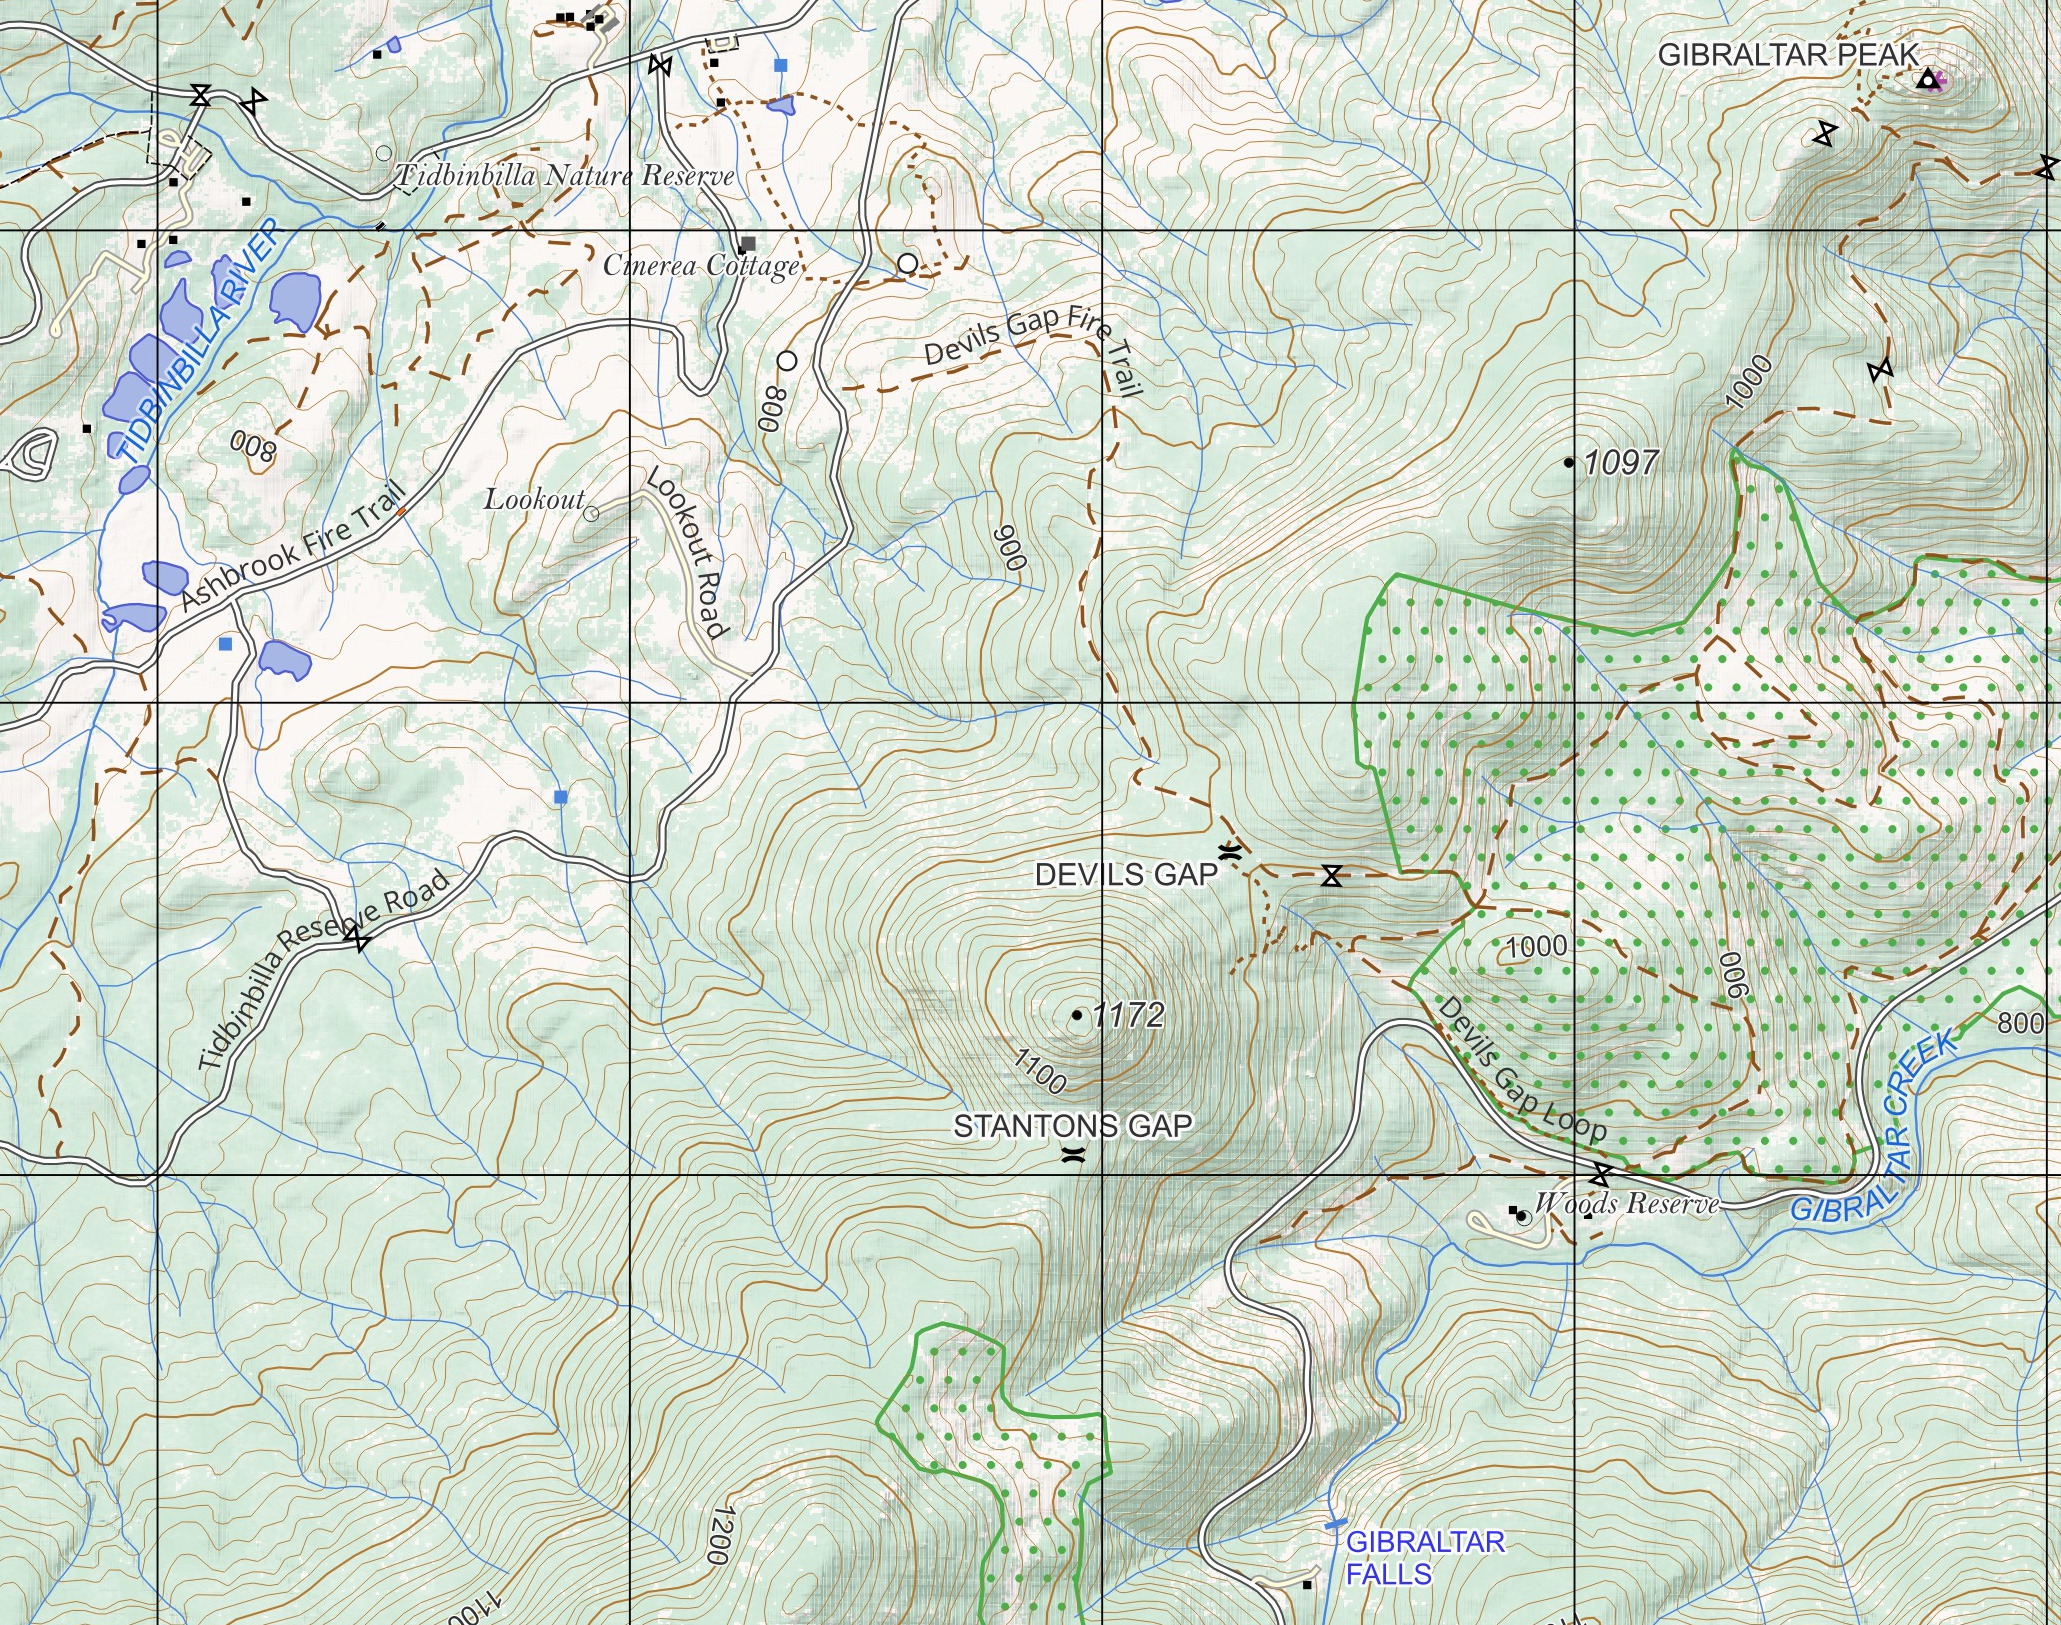 GIBRALTAR PEAK
Tidbinbilla Nature Reserve
Cinerea Cottage
TIDBINBILLA RIVER
Devils Gap Fire Trail
1000
800
800
1097
Lookout
Lookout Road
Ashbrook Fire Trail
900
DEVILS GAP
Tidbinbilla Reserve Road
1000
900
1172
1100
Devils Gap Loop
800
GIBRALTAR CREEK
STANTONS GAP
Woods Reserve
1200
GIBRALTAR
FALLS
1100